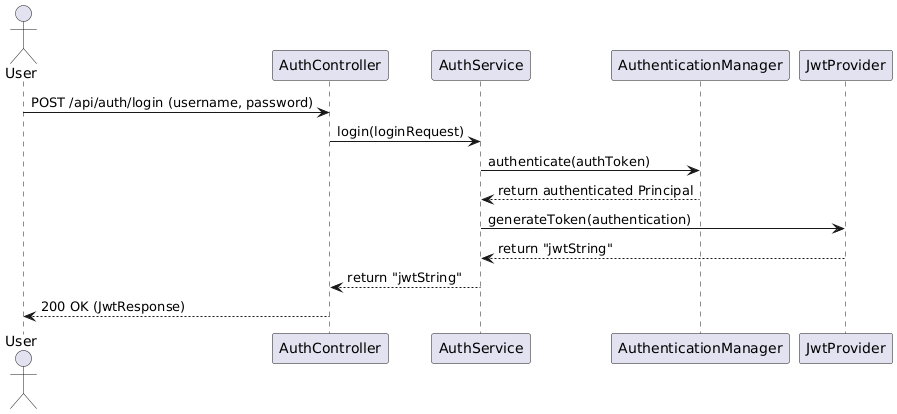 User
AuthController
AuthService
AuthenticationManager
JwtProvider
POST /api/auth/login (username, password)
login(loginRequest)
authenticate(authToken)
return authenticated Principal
generateToken(authentication)
return "jwtString"
return "jwtString"
200 OK (JwtResponse)
User
AuthController
AuthService
AuthenticationManager
JwtProvider